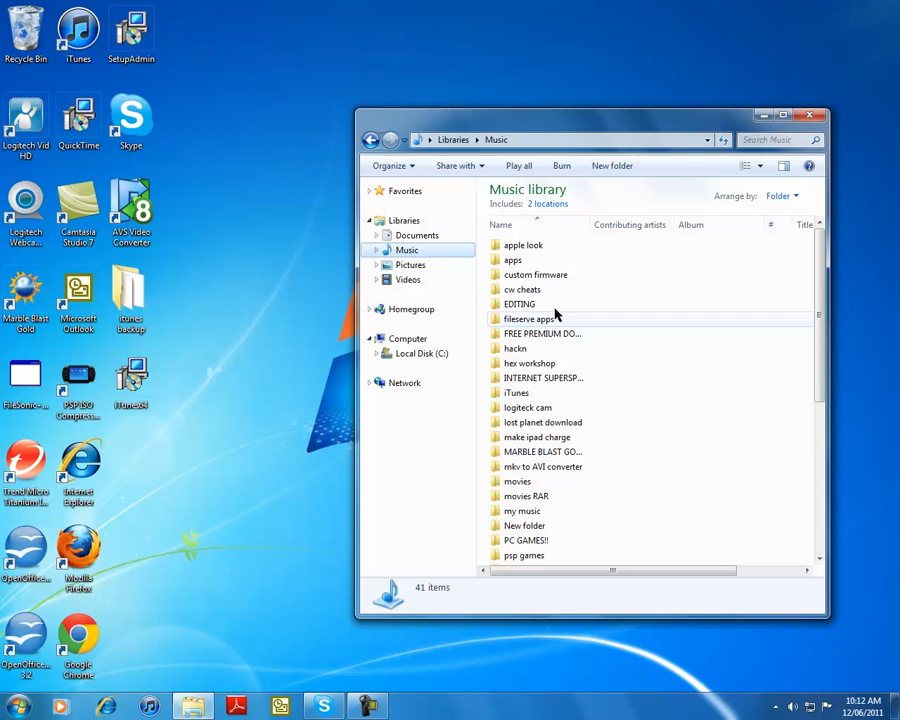 Recycle Bin
iTunes
SetupAdmin
Logitech Vid HD
QuickTime
Skype
Logitech Webca...
Camtasia Studio 7
AVS Video Converter
Marble Blast Gold
Microsoft Outlook
itunes backup
FileSonic -...
PSP ISO Compress...
iTunes64
Trend Micro Titanium I...
Internet Explorer
OpenOffice...
Mozilla Firefox
OpenOffice... 3.2
Google Chrome
Libraries Music
Search Music
Organize Share with Play all Burn New folder
Favorites
Libraries
Documents
Music
Pictures
Videos
Homegroup
Computer
Local Disk (C:)
Network
Music library
Includes: 2 locations
Arrange by: Folder
Name Contributing artists Album # Title
apple look
apps
custom firmware
cw cheats
EDITING
fileserve apps
FREE PREMIUM DO...
hackn
hex workshop
INTERNET SUPERSP...
iTunes
logiteck cam
lost planet download
make ipad charge
MARBLE BLAST GO...
mkv to AVI converter
movies
movies RAR
my music
New folder
PC GAMES!!
psp games
41 items
10:12 AM
12/06/2011